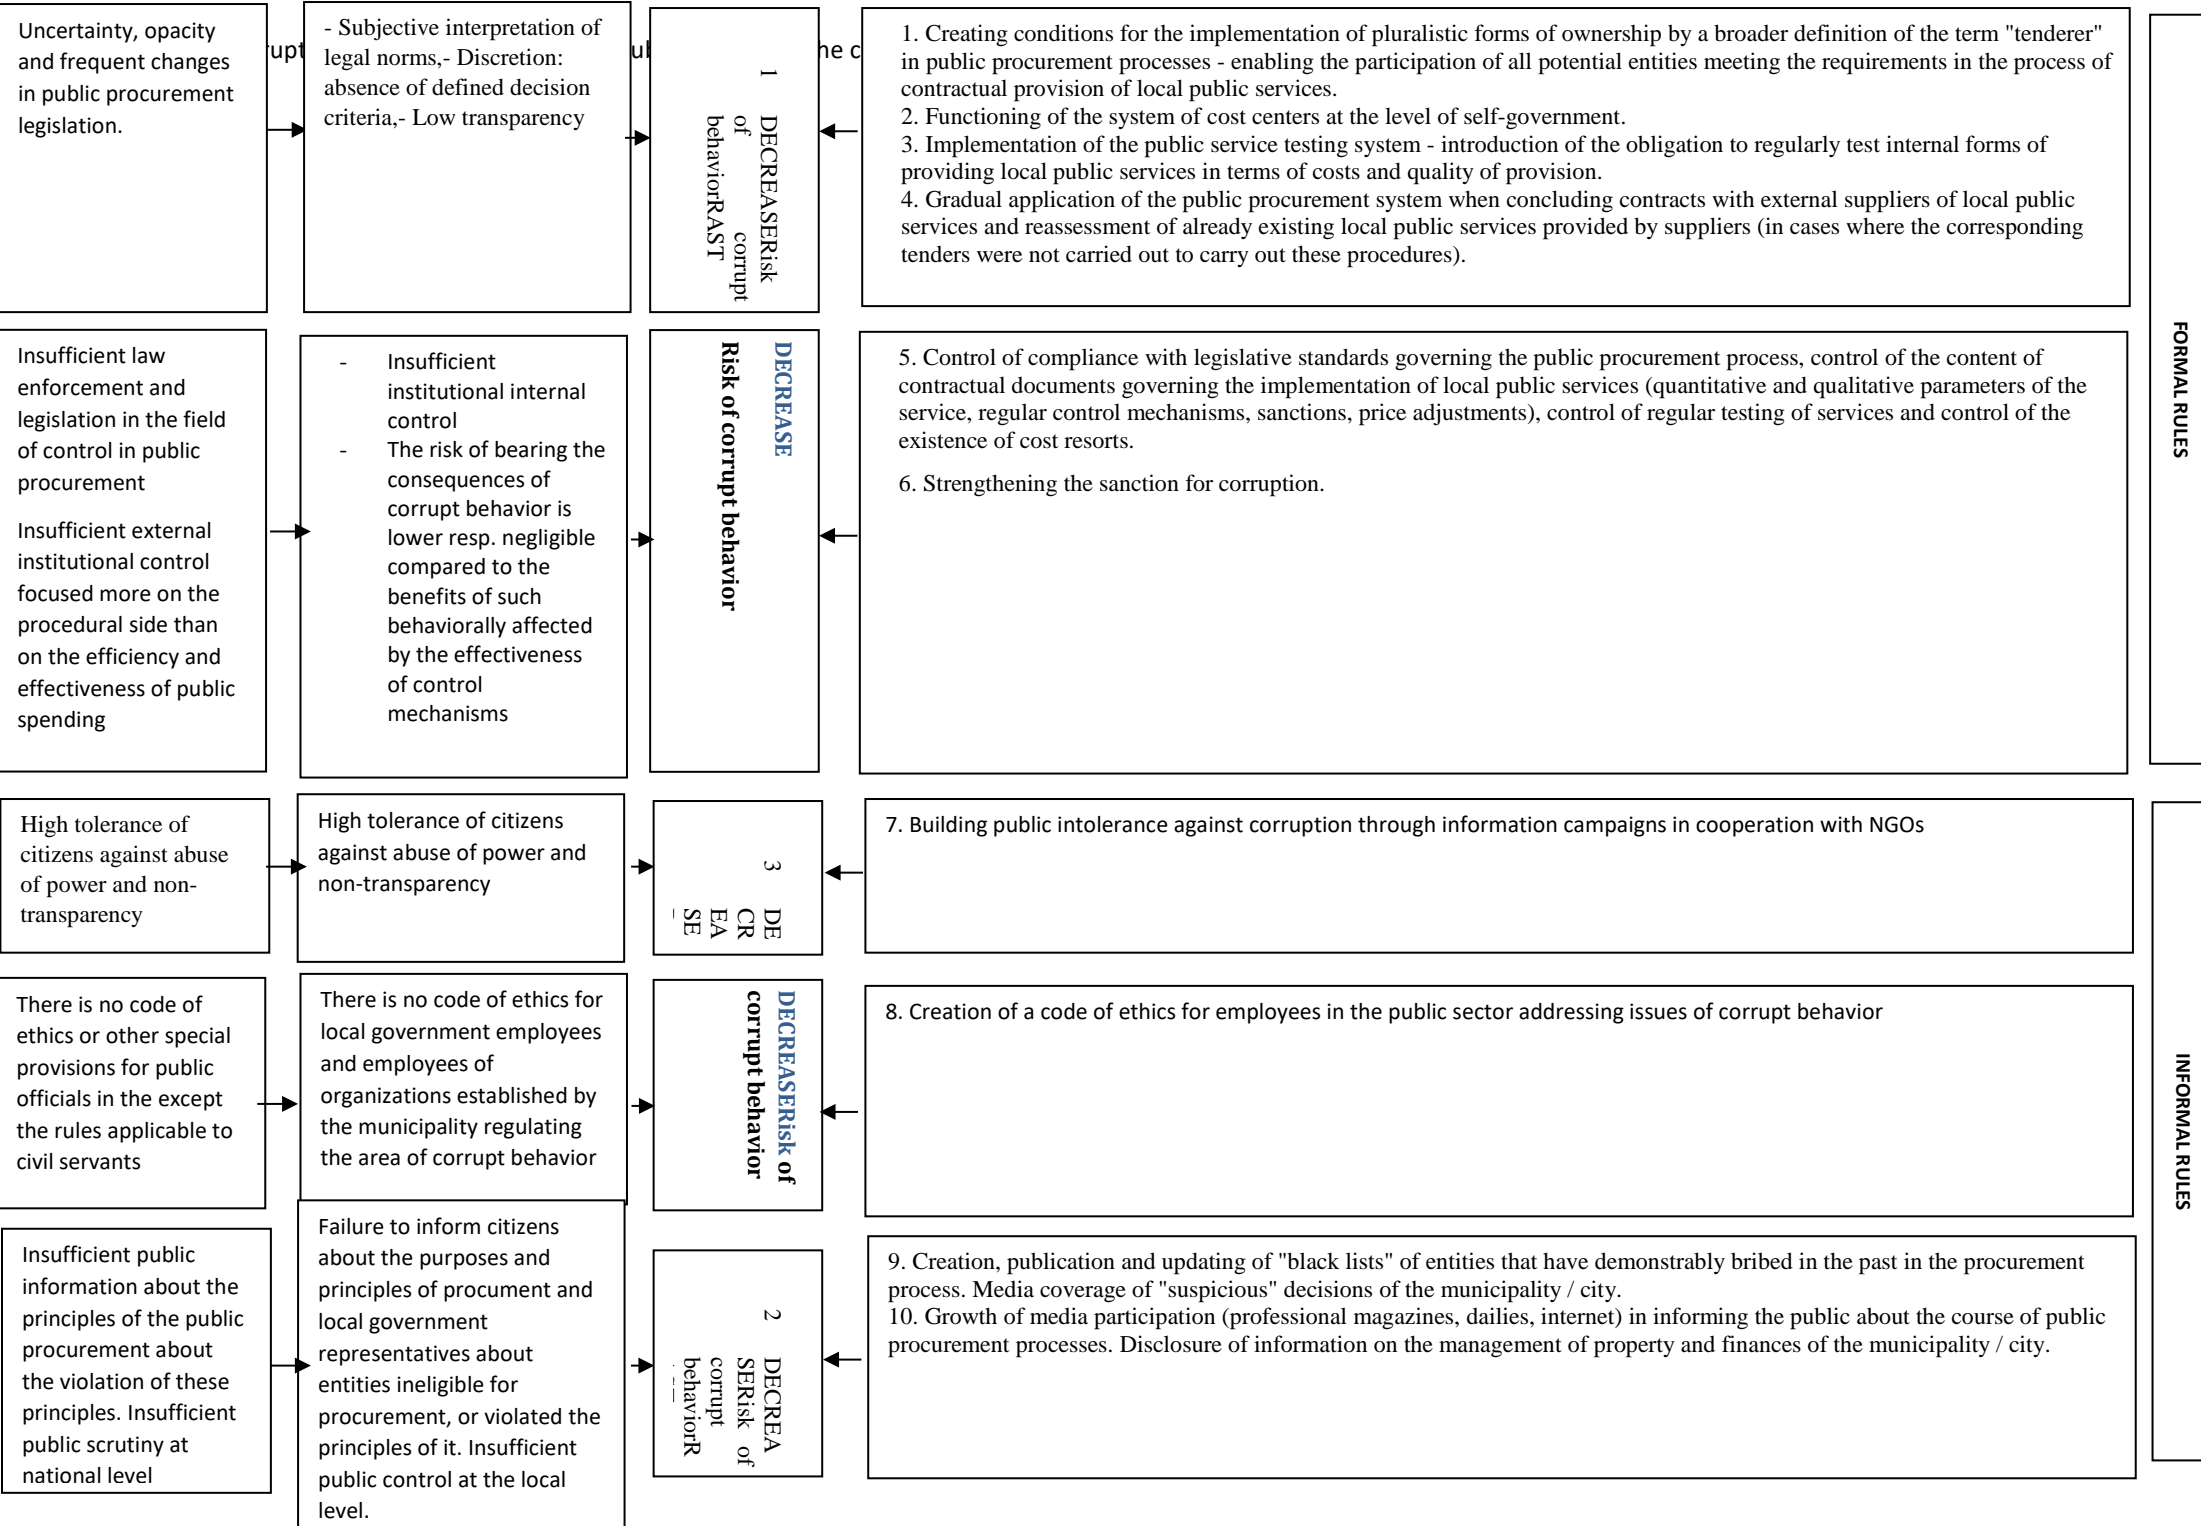 Uncertainty, opacity
and frequent changes
in public procurement
legislation.
rupt
- Subjective interpretation of
legal norms,- Discretion:
absence of defined decision
criteria,- Low transparency
ub
1 DECREASERisk
of corrupt
behaviorRAST
he c
1. Creating conditions for the implementation of pluralistic forms of ownership by a broader definition of the term "tenderer"
in public procurement processes - enabling the participation of all potential entities meeting the requirements in the process of
contractual provision of local public services.
2. Functioning of the system of cost centers at the level of self-government.
3. Implementation of the public service testing system - introduction of the obligation to regularly test internal forms of
providing local public services in terms of costs and quality of provision.
4. Gradual application of the public procurement system when concluding contracts with external suppliers of local public
services and reassessment of already existing local public services provided by suppliers (in cases where the corresponding
tenders were not carried out to carry out these procedures).
FORMAL RULES
Insufficient law
enforcement and
legislation in the field
of control in public
procurement
Insufficient external
institutional control
focused more on the
procedural side than
on the efficiency and
effectiveness of public
spending
- Insufficient
institutional internal
control
- The risk of bearing the
consequences of
corrupt behavior is
lower resp. negligible
compared to the
benefits of such
behaviorally affected
by the effectiveness
of control
mechanisms
DECREASE
Risk of corrupt behavior
5. Control of compliance with legislative standards governing the public procurement process, control of the content of
contractual documents governing the implementation of local public services (quantitative and qualitative parameters of the
service, regular control mechanisms, sanctions, price adjustments), control of regular testing of services and control of the
existence of cost resorts.
6. Strengthening the sanction for corruption.
High tolerance of
citizens against abuse
of power and non-
transparency
High tolerance of citizens
against abuse of power and
non-transparency
3 DE
CR
EA
SE
7. Building public intolerance against corruption through information campaigns in cooperation with NGOs
INFORMAL RULES
There is no code of
ethics or other special
provisions for public
officials in the except
the rules applicable to
civil servants
There is no code of ethics for
local government employees
and employees of
organizations established by
the municipality regulating
the area of corrupt behavior
DECREASERisk of
corrupt behavior
8. Creation of a code of ethics for employees in the public sector addressing issues of corrupt behavior
Insufficient public
information about the
principles of the public
procurement about
the violation of these
principles. Insufficient
public scrutiny at
national level
Failure to inform citizens
about the purposes and
principles of procument and
local government
representatives about
entities ineligible for
procurement, or violated the
principles of it. Insufficient
public control at the local
level.
2 DECREA
SERisk of
corrupt
behaviorR
9. Creation, publication and updating of "black lists" of entities that have demonstrably bribed in the past in the procurement
process. Media coverage of "suspicious" decisions of the municipality / city.
10. Growth of media participation (professional magazines, dailies, internet) in informing the public about the course of public
procurement processes. Disclosure of information on the management of property and finances of the municipality / city.